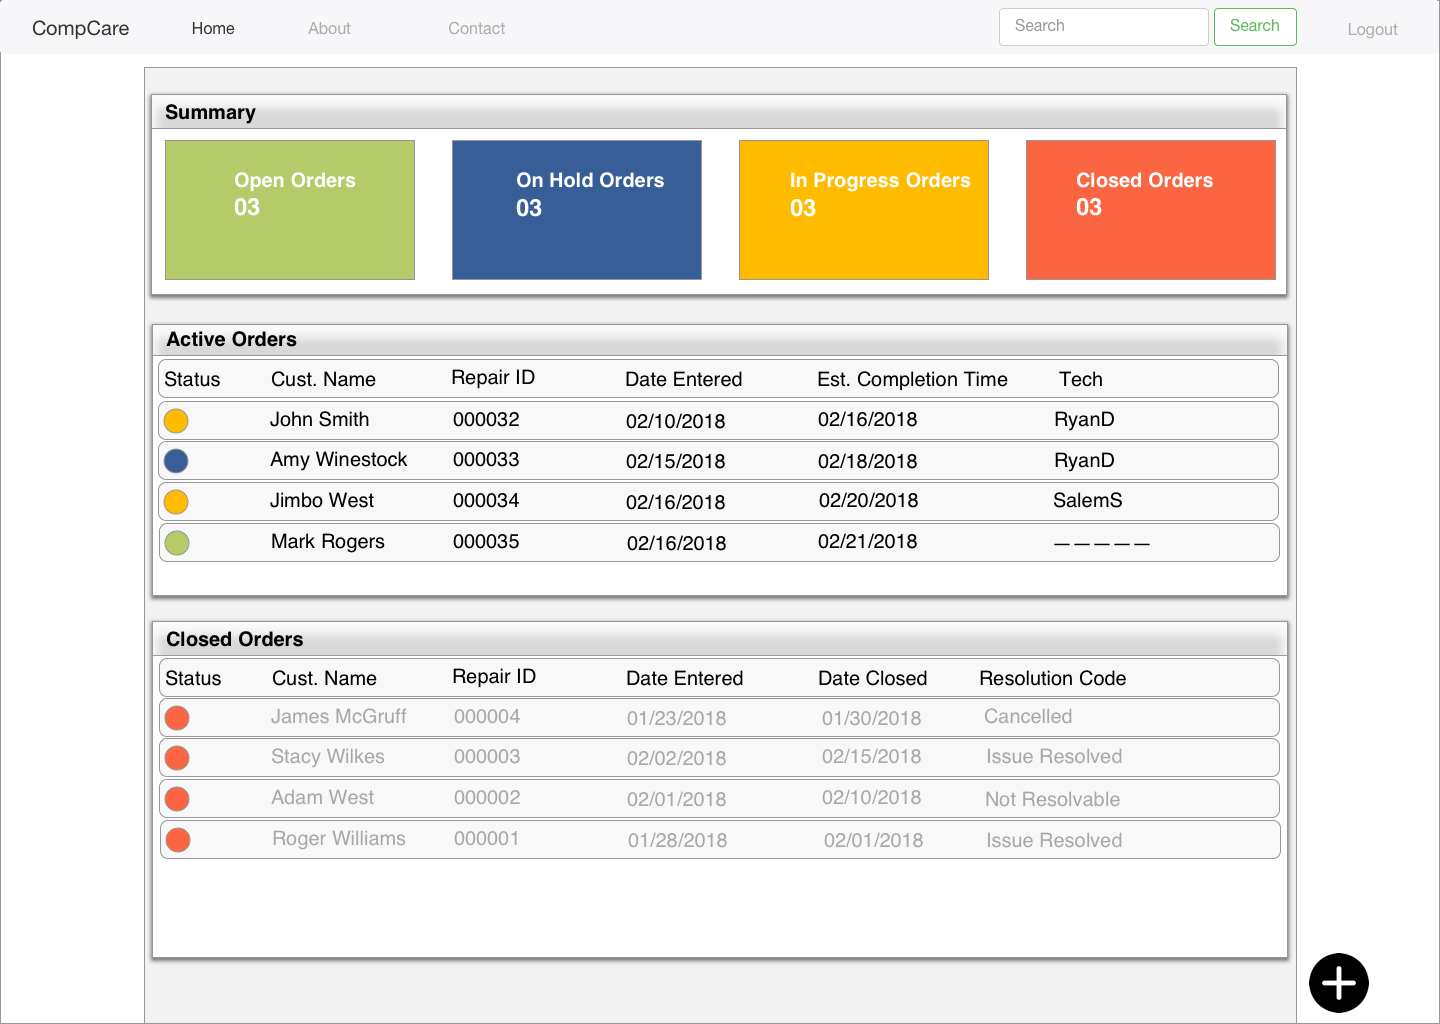 CompCare Home About Contact Search Search Logout
Summary
Open Orders On Hold Orders In Progress Orders Closed Orders
03 03 03 03
Active Orders
Status Cust. Name Repair ID Date Entered Est. Completion Time Tech
John Smith 000032 02/10/2018 02/16/2018 RyanD
Amy Winestock 000033 02/15/2018 02/18/2018 RyanD
Jimbo West 000034 02/16/2018 02/20/2018 SalemS
Mark Rogers 000035 02/16/2018 02/21/2018 — — — — —
Closed Orders
Status Cust. Name Repair ID Date Entered Date Closed Resolution Code
James McGruff 000004 01/23/2018 01/30/2018 Cancelled
Stacy Wilkes 000003 02/02/2018 02/15/2018 Issue Resolved
Adam West 000002 02/01/2018 02/10/2018 Not Resolvable
Roger Williams 000001 01/28/2018 02/01/2018 Issue Resolved